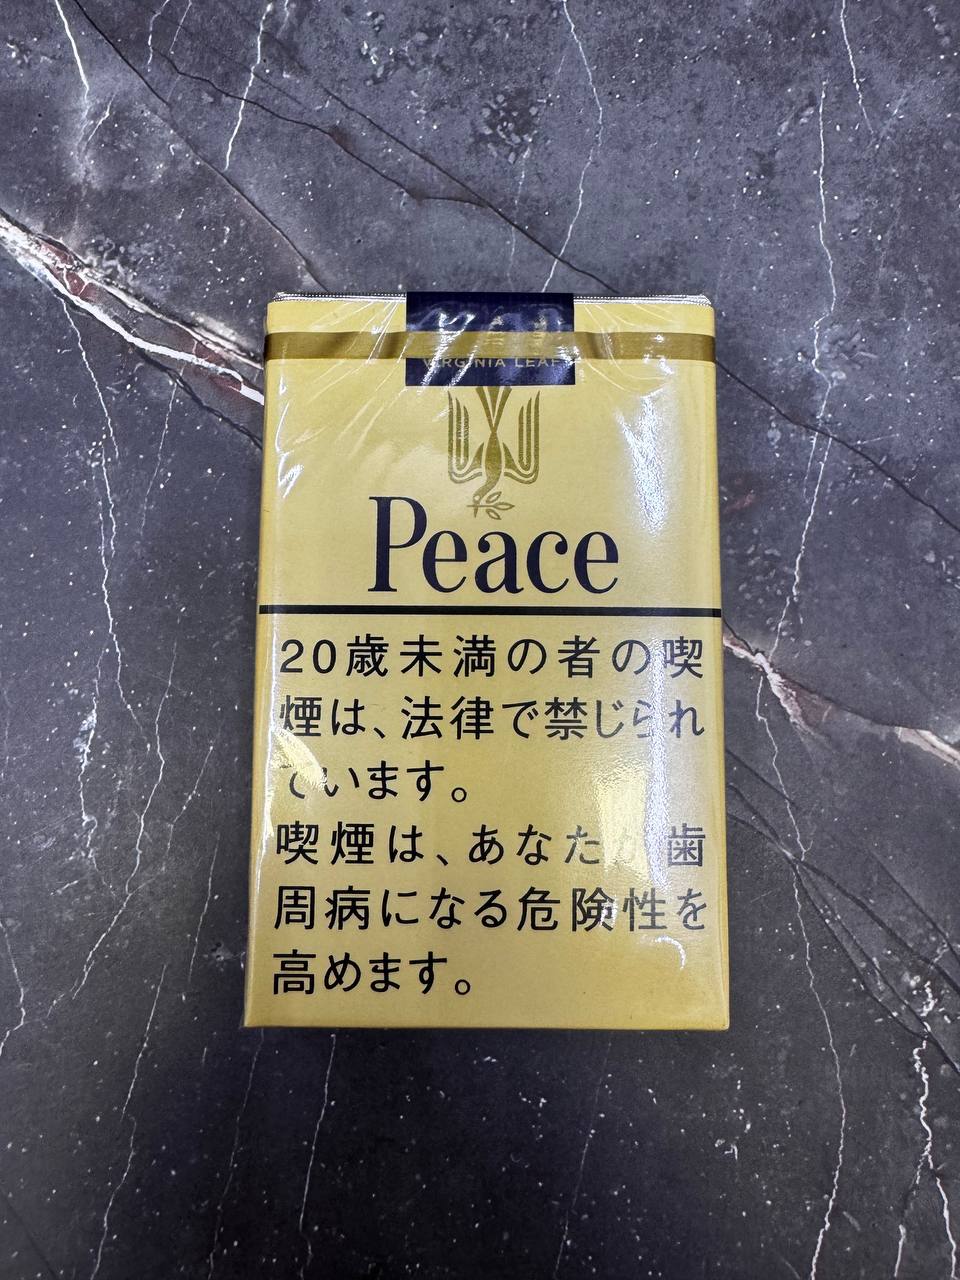 VIRGINIA LEAF
Peace
20歳未満の者の喫
煙は、法律で禁じられ
ています。
喫煙は、あなたが歯
周病になる危険性を
高めます。